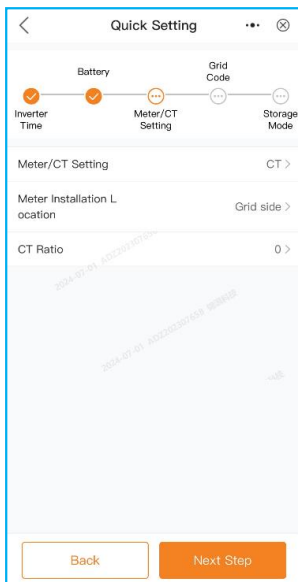 Quick Setting
Battery
Grid
Code
Inverter
Time
Meter/CT
Setting
Storage
Mode
Meter/CT Setting
CT >
Meter Installation L
ocation
Grid side >
CT Ratio
0 >
Back
Next Step